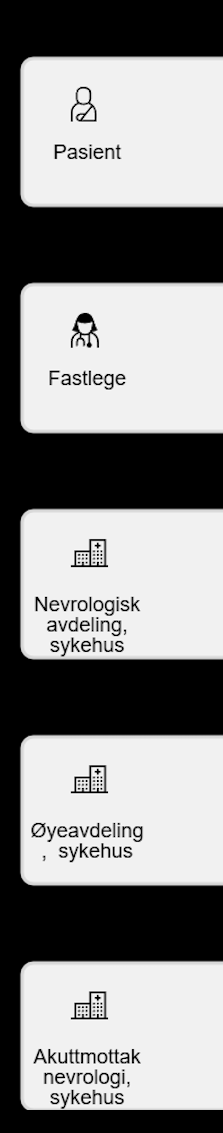 Pasient
Fastlege
Nevrologisk
avdeling,
sykehus
Øyeavdeling
, sykehus
Akuttmottak
nevrologi,
sykehus